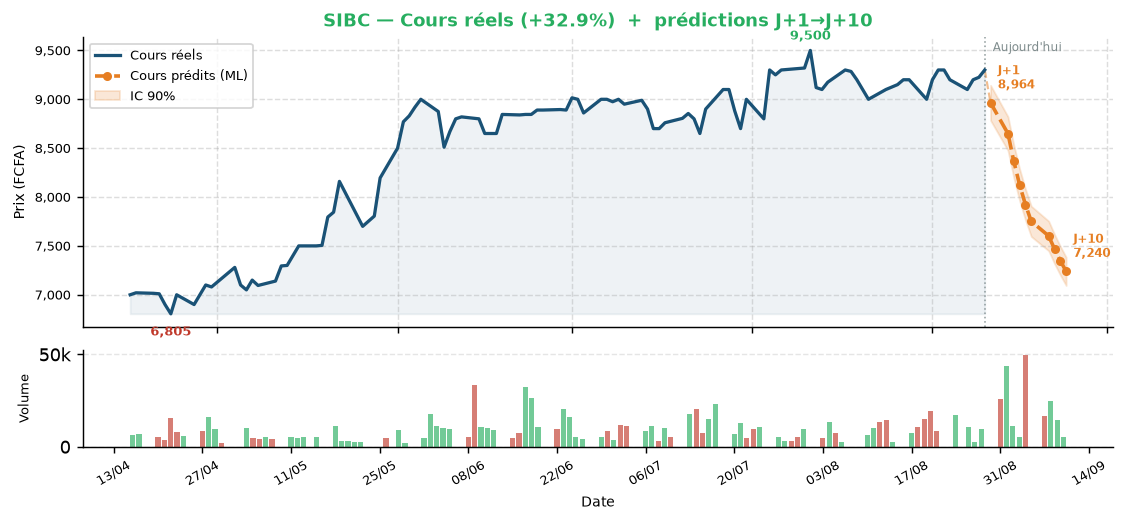 SIBC — Cours réels (+32.9%)  +  prédictions J+1→J+10
9,500
Aujourd'hui
Cours réels
Cours prédits (ML)
IC 90%
J+1
8,964
J+10
7,240
6,805
Prix (FCFA)
9,500
9,000
8,500
8,000
7,500
7,000
Volume
50k
0
13/04
27/04
11/05
25/05
08/06
22/06
06/07
20/07
03/08
17/08
31/08
14/09
Date